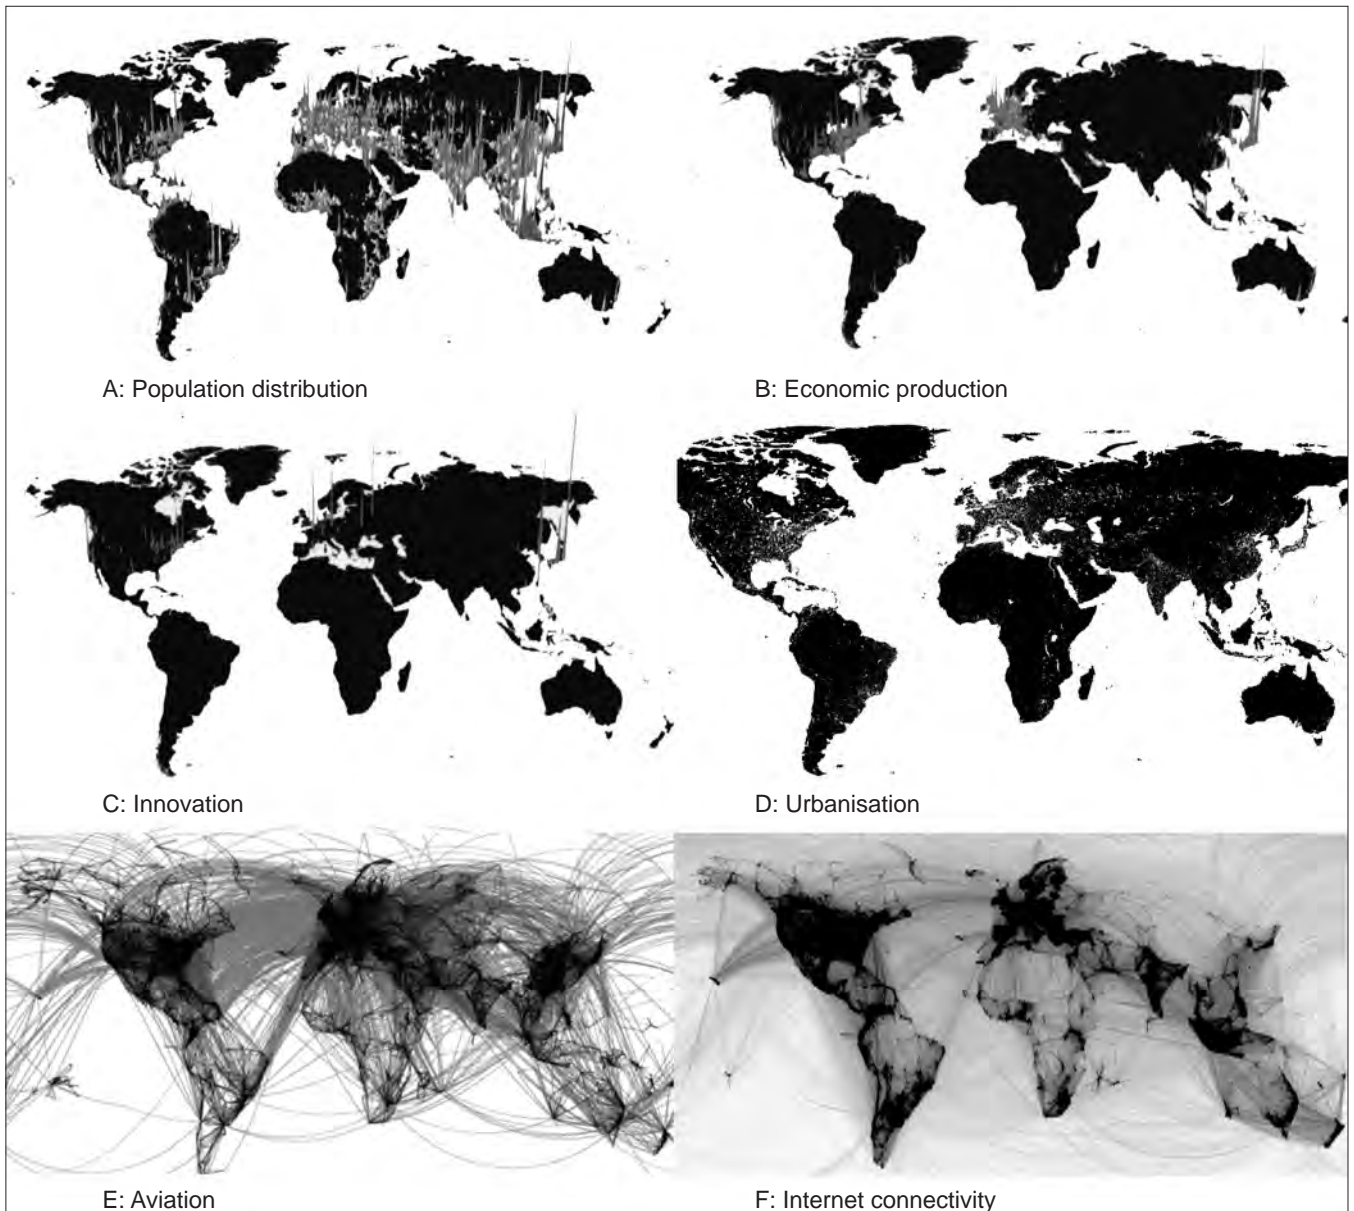 A: Population distribution
B: Economic production
C: Innovation
D: Urbanisation
E: Aviation
F: Internet connectivity